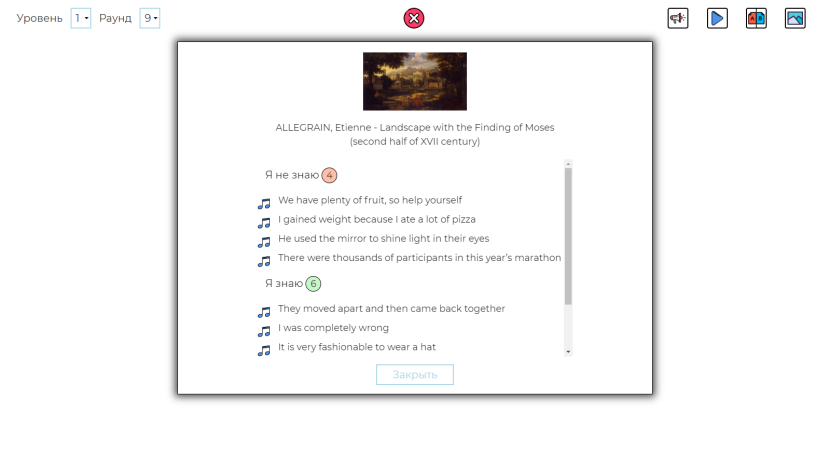 Уровень 1 Раунд 9
A B
ALLEGRAIN, Etienne - Landscape with the Finding of Moses
(second half of XVII century)
Я не знаю 4
We have plenty of fruit, so help yourself
I gained weight because I ate a lot of pizza
He used the mirror to shine light in their eyes
There were thousands of participants in this year's marathon
Я знаю 6
They moved apart and then came back together
I was completely wrong
It is very fashionable to wear a hat
Закрыть